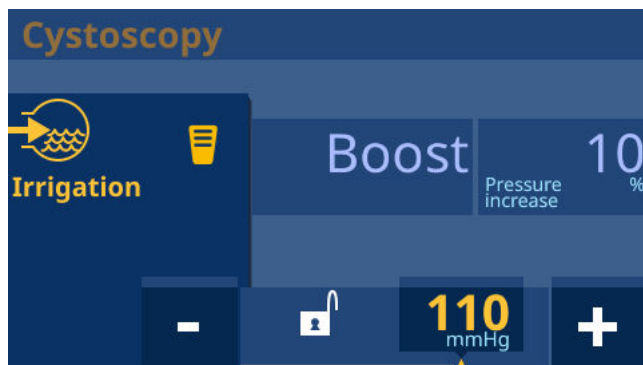 Cystoscopy
Irrigation
Boost
10
%
Pressure
increase
-
110
mmHg
+